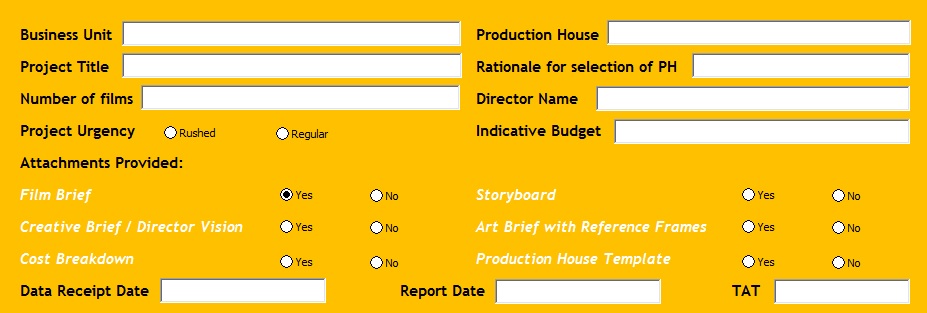 Business Unit Production House
Project Title Rationale for selection of PH
Number of films Director Name
Project Urgency Rushed Regular Indicative Budget
Attachments Provided:
Film Brief Yes No Storyboard Yes No
Creative Brief / Director Vision Yes No Art Brief with Reference Frames Yes No
Cost Breakdown Yes No Production House Template Yes No
Data Receipt Date Report Date TAT